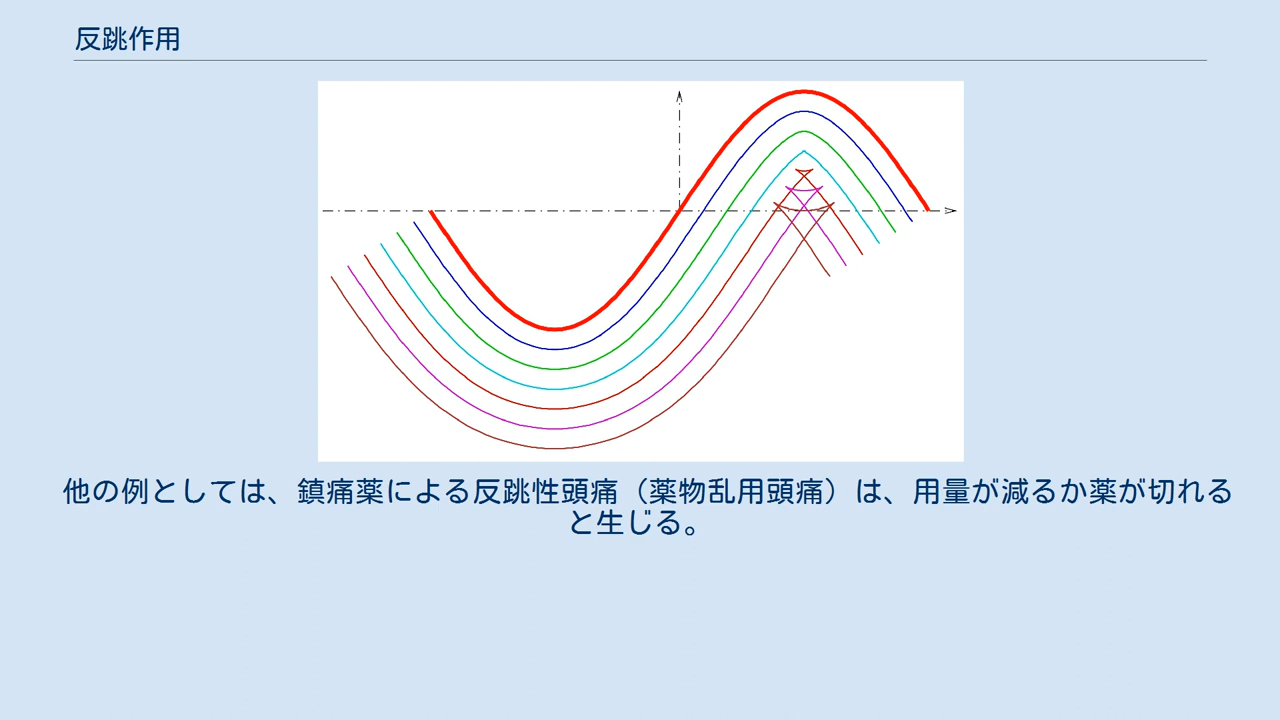 反跳作用
他の例としては、鎮痛薬による反跳性頭痛（薬物乱用頭痛）は、用量が減るか薬が切れる
と生じる。